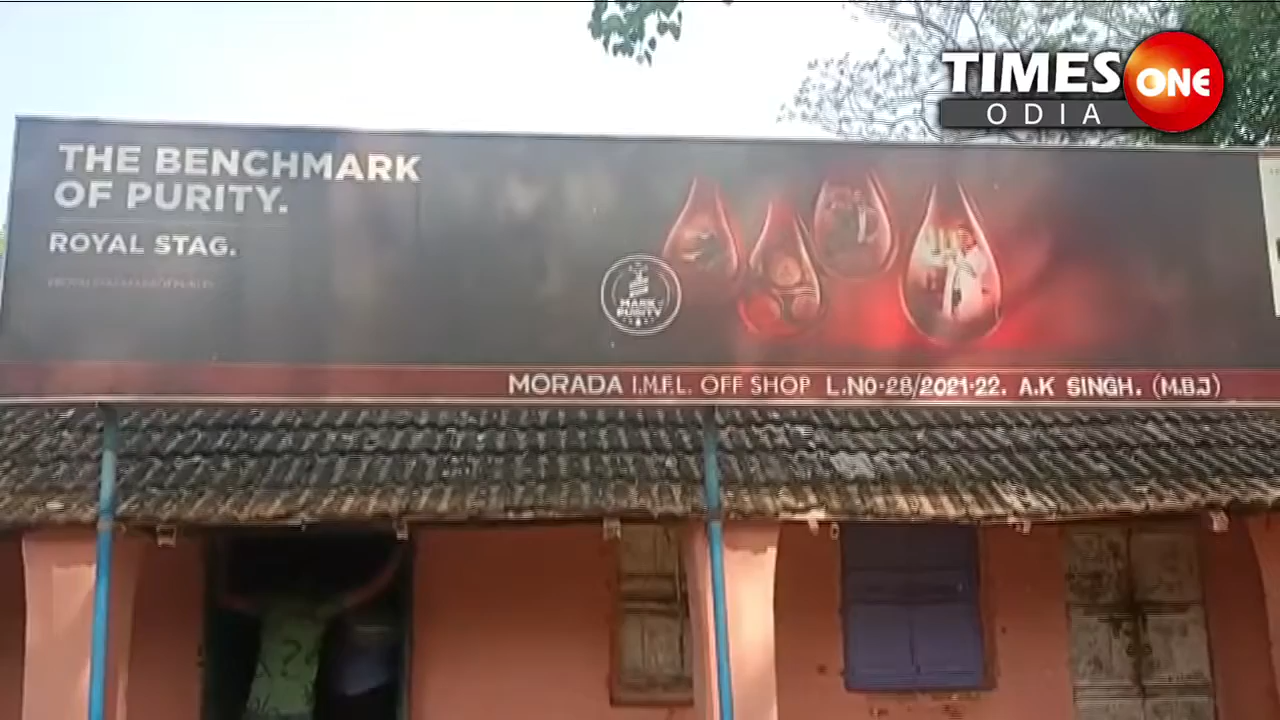 TIMES ONE
ODIA
THE BENCHMARK
OF PURITY.
ROYAL STAG.
MARK OF
PURITY
MORADA I.M.F.L. OFF SHOP L.NO-28/2021-22. A.K SINGH. (M.B.J)